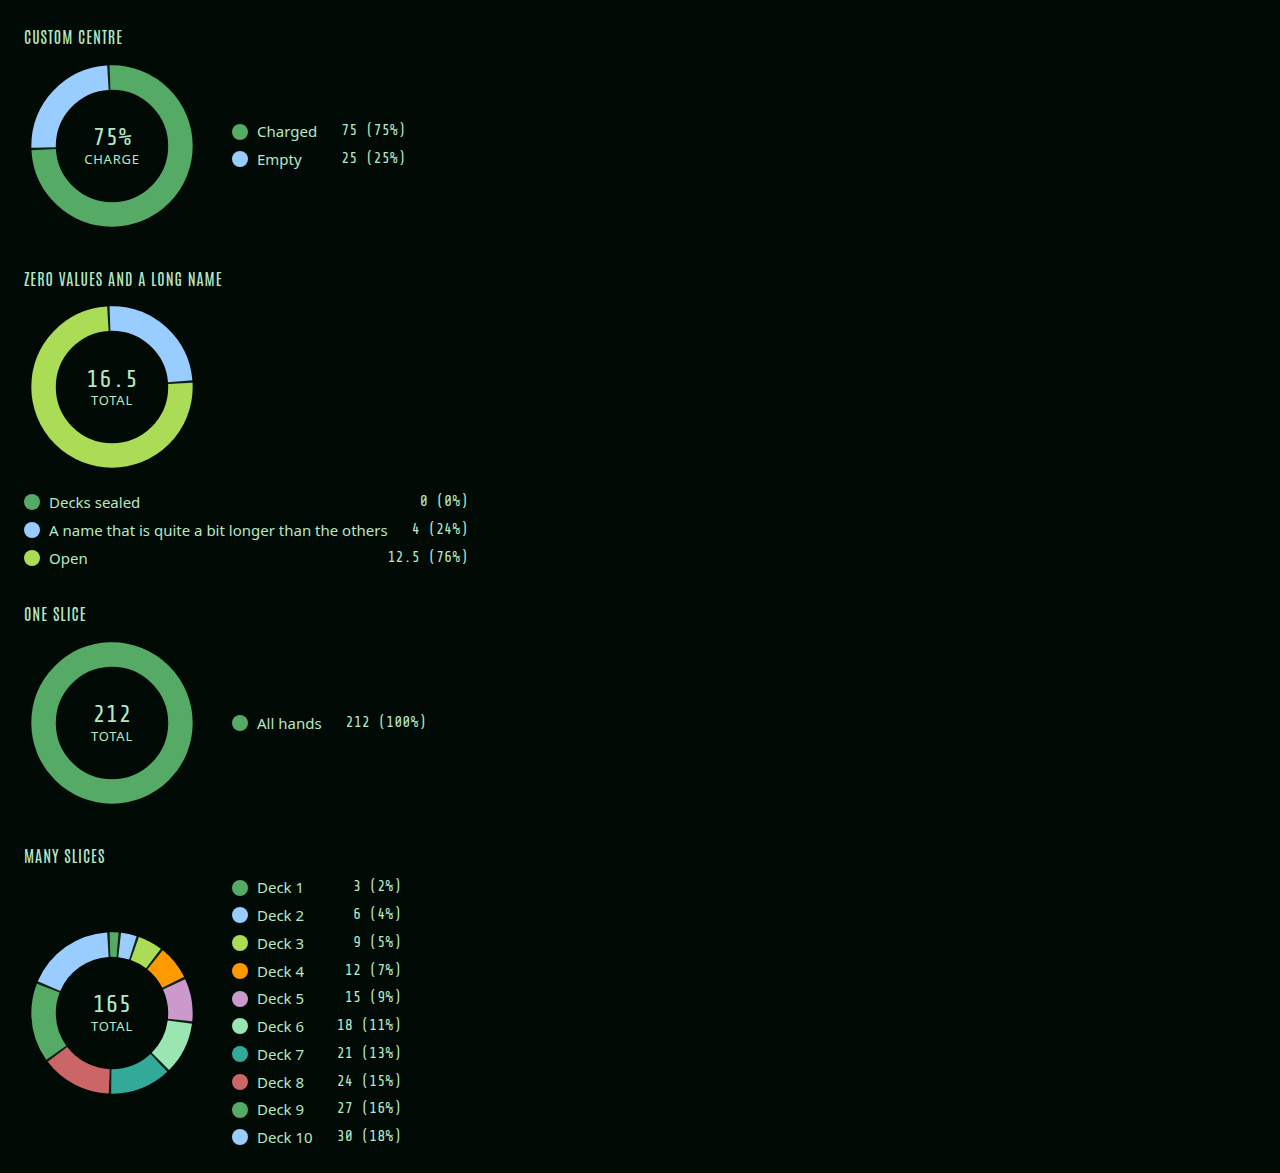 CUSTOM CENTRE
75%
CHARGE
Charged 75 (75%)
Empty 25 (25%)
ZERO VALUES AND A LONG NAME
16.5
TOTAL
Decks sealed 0 (0%)
A name that is quite a bit longer than the others 4 (24%)
Open 12.5 (76%)
ONE SLICE
212
TOTAL
All hands 212 (100%)
MANY SLICES
165
TOTAL
Deck 1 3 (2%)
Deck 2 6 (4%)
Deck 3 9 (5%)
Deck 4 12 (7%)
Deck 5 15 (9%)
Deck 6 18 (11%)
Deck 7 21 (13%)
Deck 8 24 (15%)
Deck 9 27 (16%)
Deck 10 30 (18%)